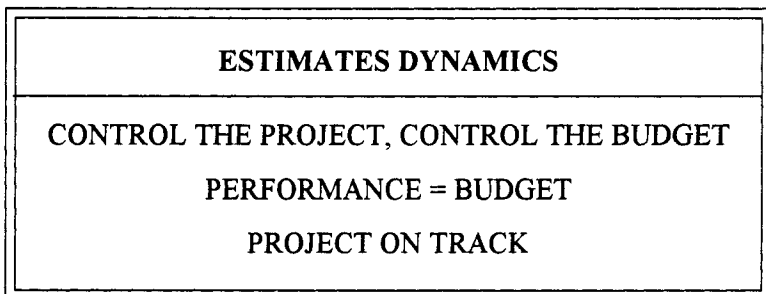 ESTIMATES DYNAMICS
CONTROL THE PROJECT, CONTROL THE BUDGET
PERFORMANCE = BUDGET
PROJECT ON TRACK